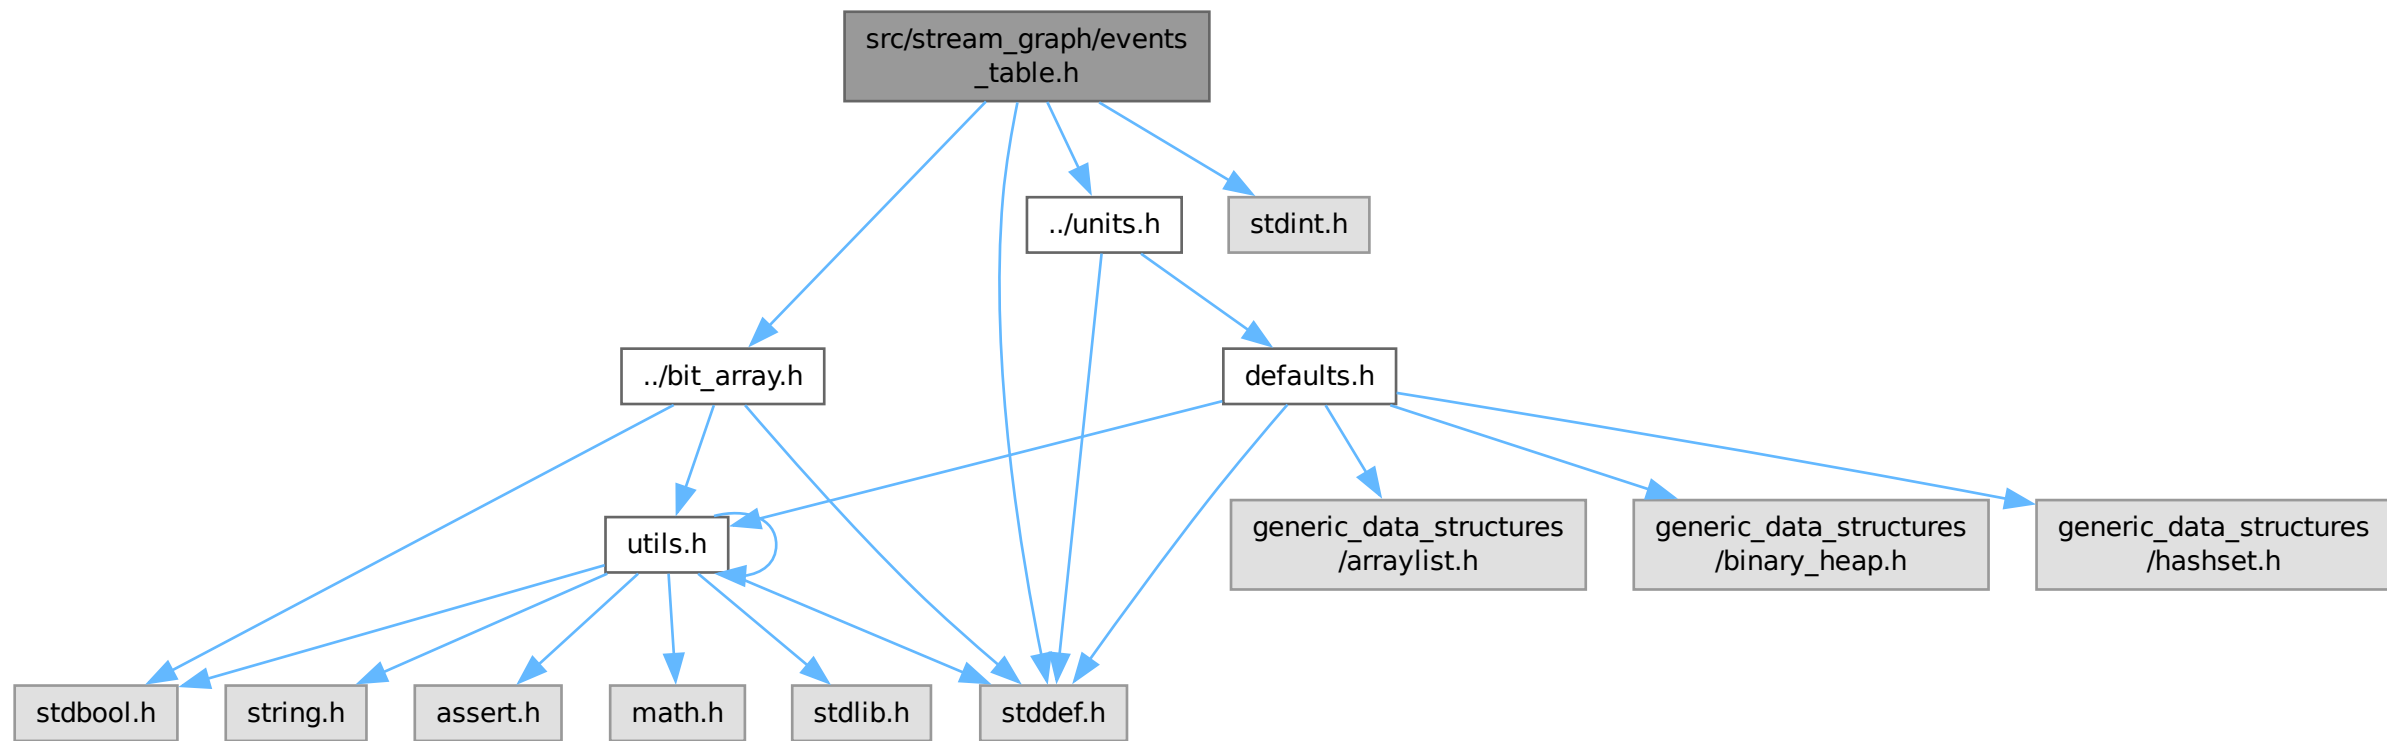 src/stream_graph/events
_table.h
../units.h
stdint.h
../bit_array.h
defaults.h
utils.h
generic_data_structures
/arraylist.h
generic_data_structures
/binary_heap.h
generic_data_structures
/hashset.h
stdbool.h
string.h
assert.h
math.h
stdlib.h
stddef.h